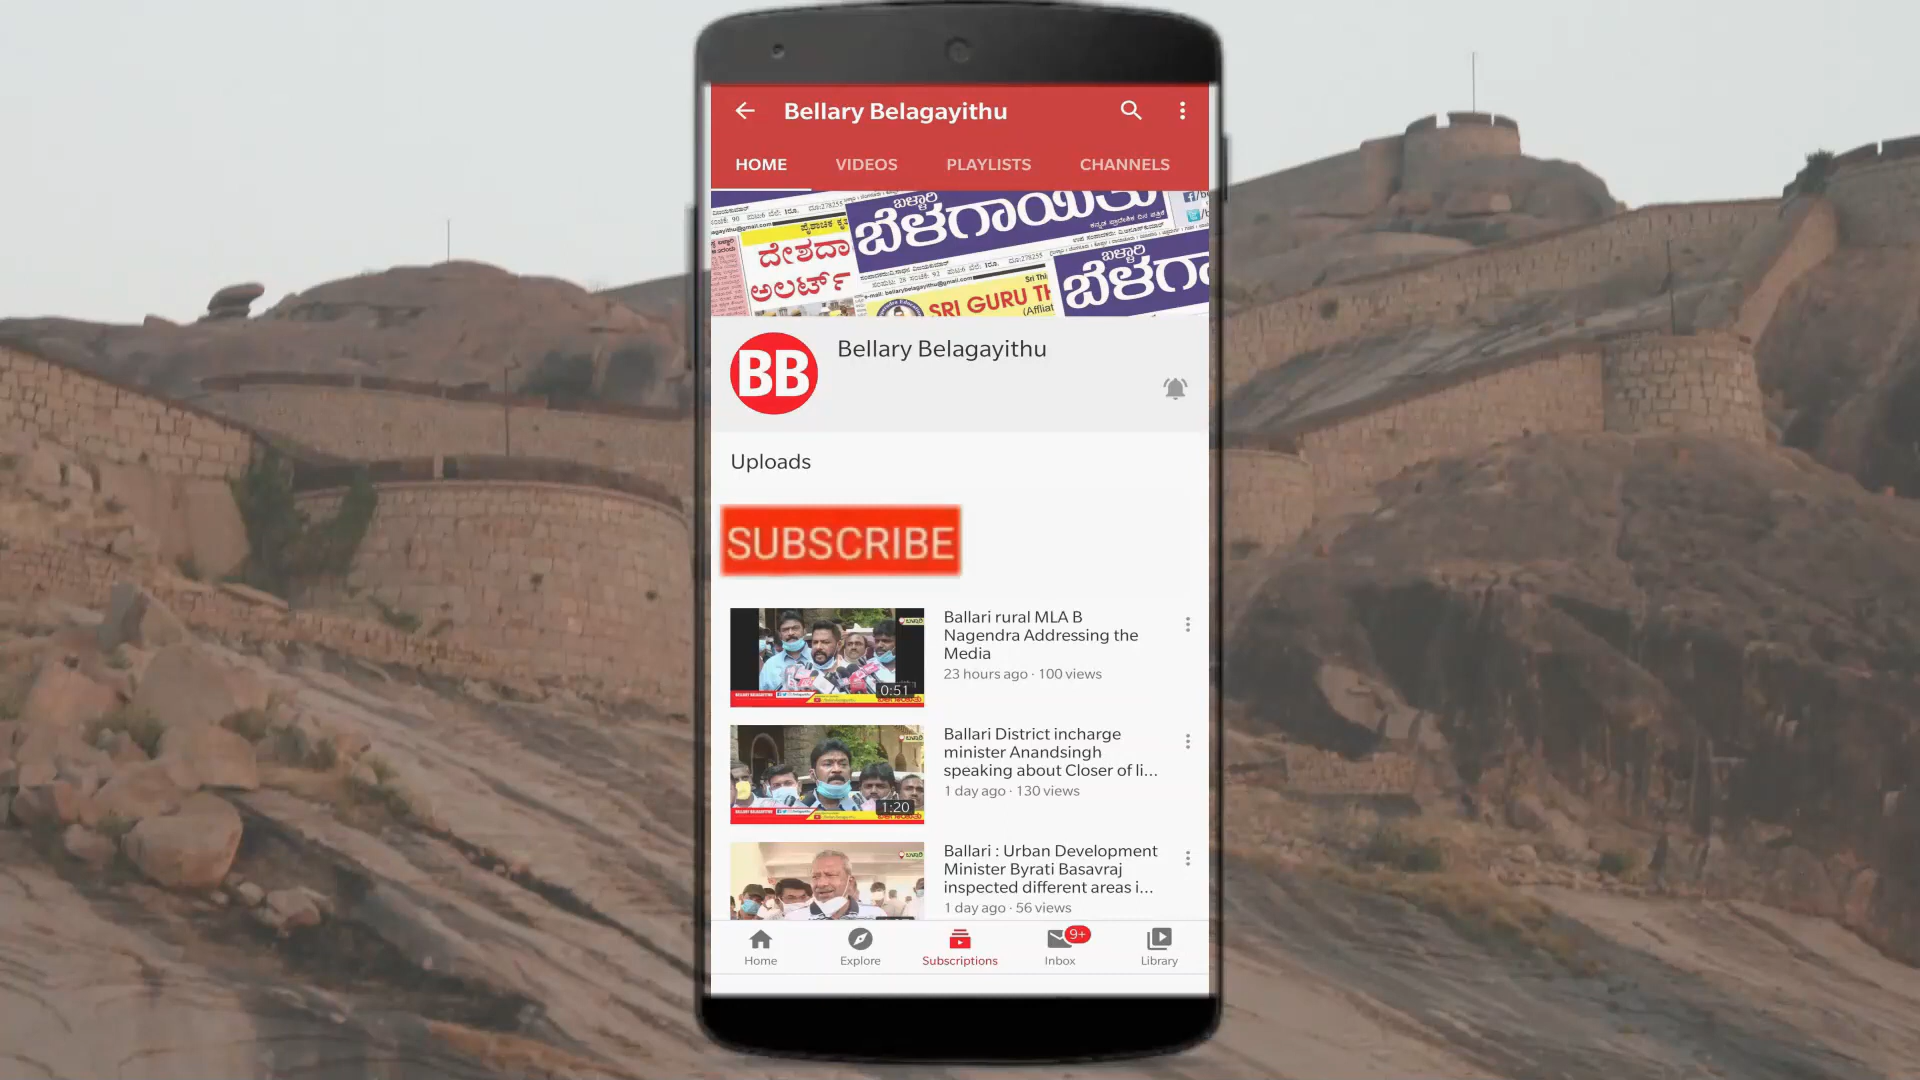 Bellary Belagayithu
HOME VIDEOS PLAYLISTS CHANNELS
ಬಳ್ಳಾರಿ
ಬೆಳಗಾಯಿತು
ದೇಶದಾ
ಅಲರ್ಟ್
ಬಳ್ಳಾರಿ
ಬೆಳಗಾ
SRI GURU TH
(Affliat
BB
Bellary Belagayithu
Uploads
SUBSCRIBE
Ballari rural MLA B
Nagendra Addressing the
Media
23 hours ago · 100 views
0:51
Ballari District incharge
minister Anandsingh
speaking about Closer of li...
1 day ago · 130 views
1:20
Ballari : Urban Development
Minister Byrati Basavraj
inspected different areas i...
1 day ago · 56 views
9+
Home Explore Subscriptions Inbox Library